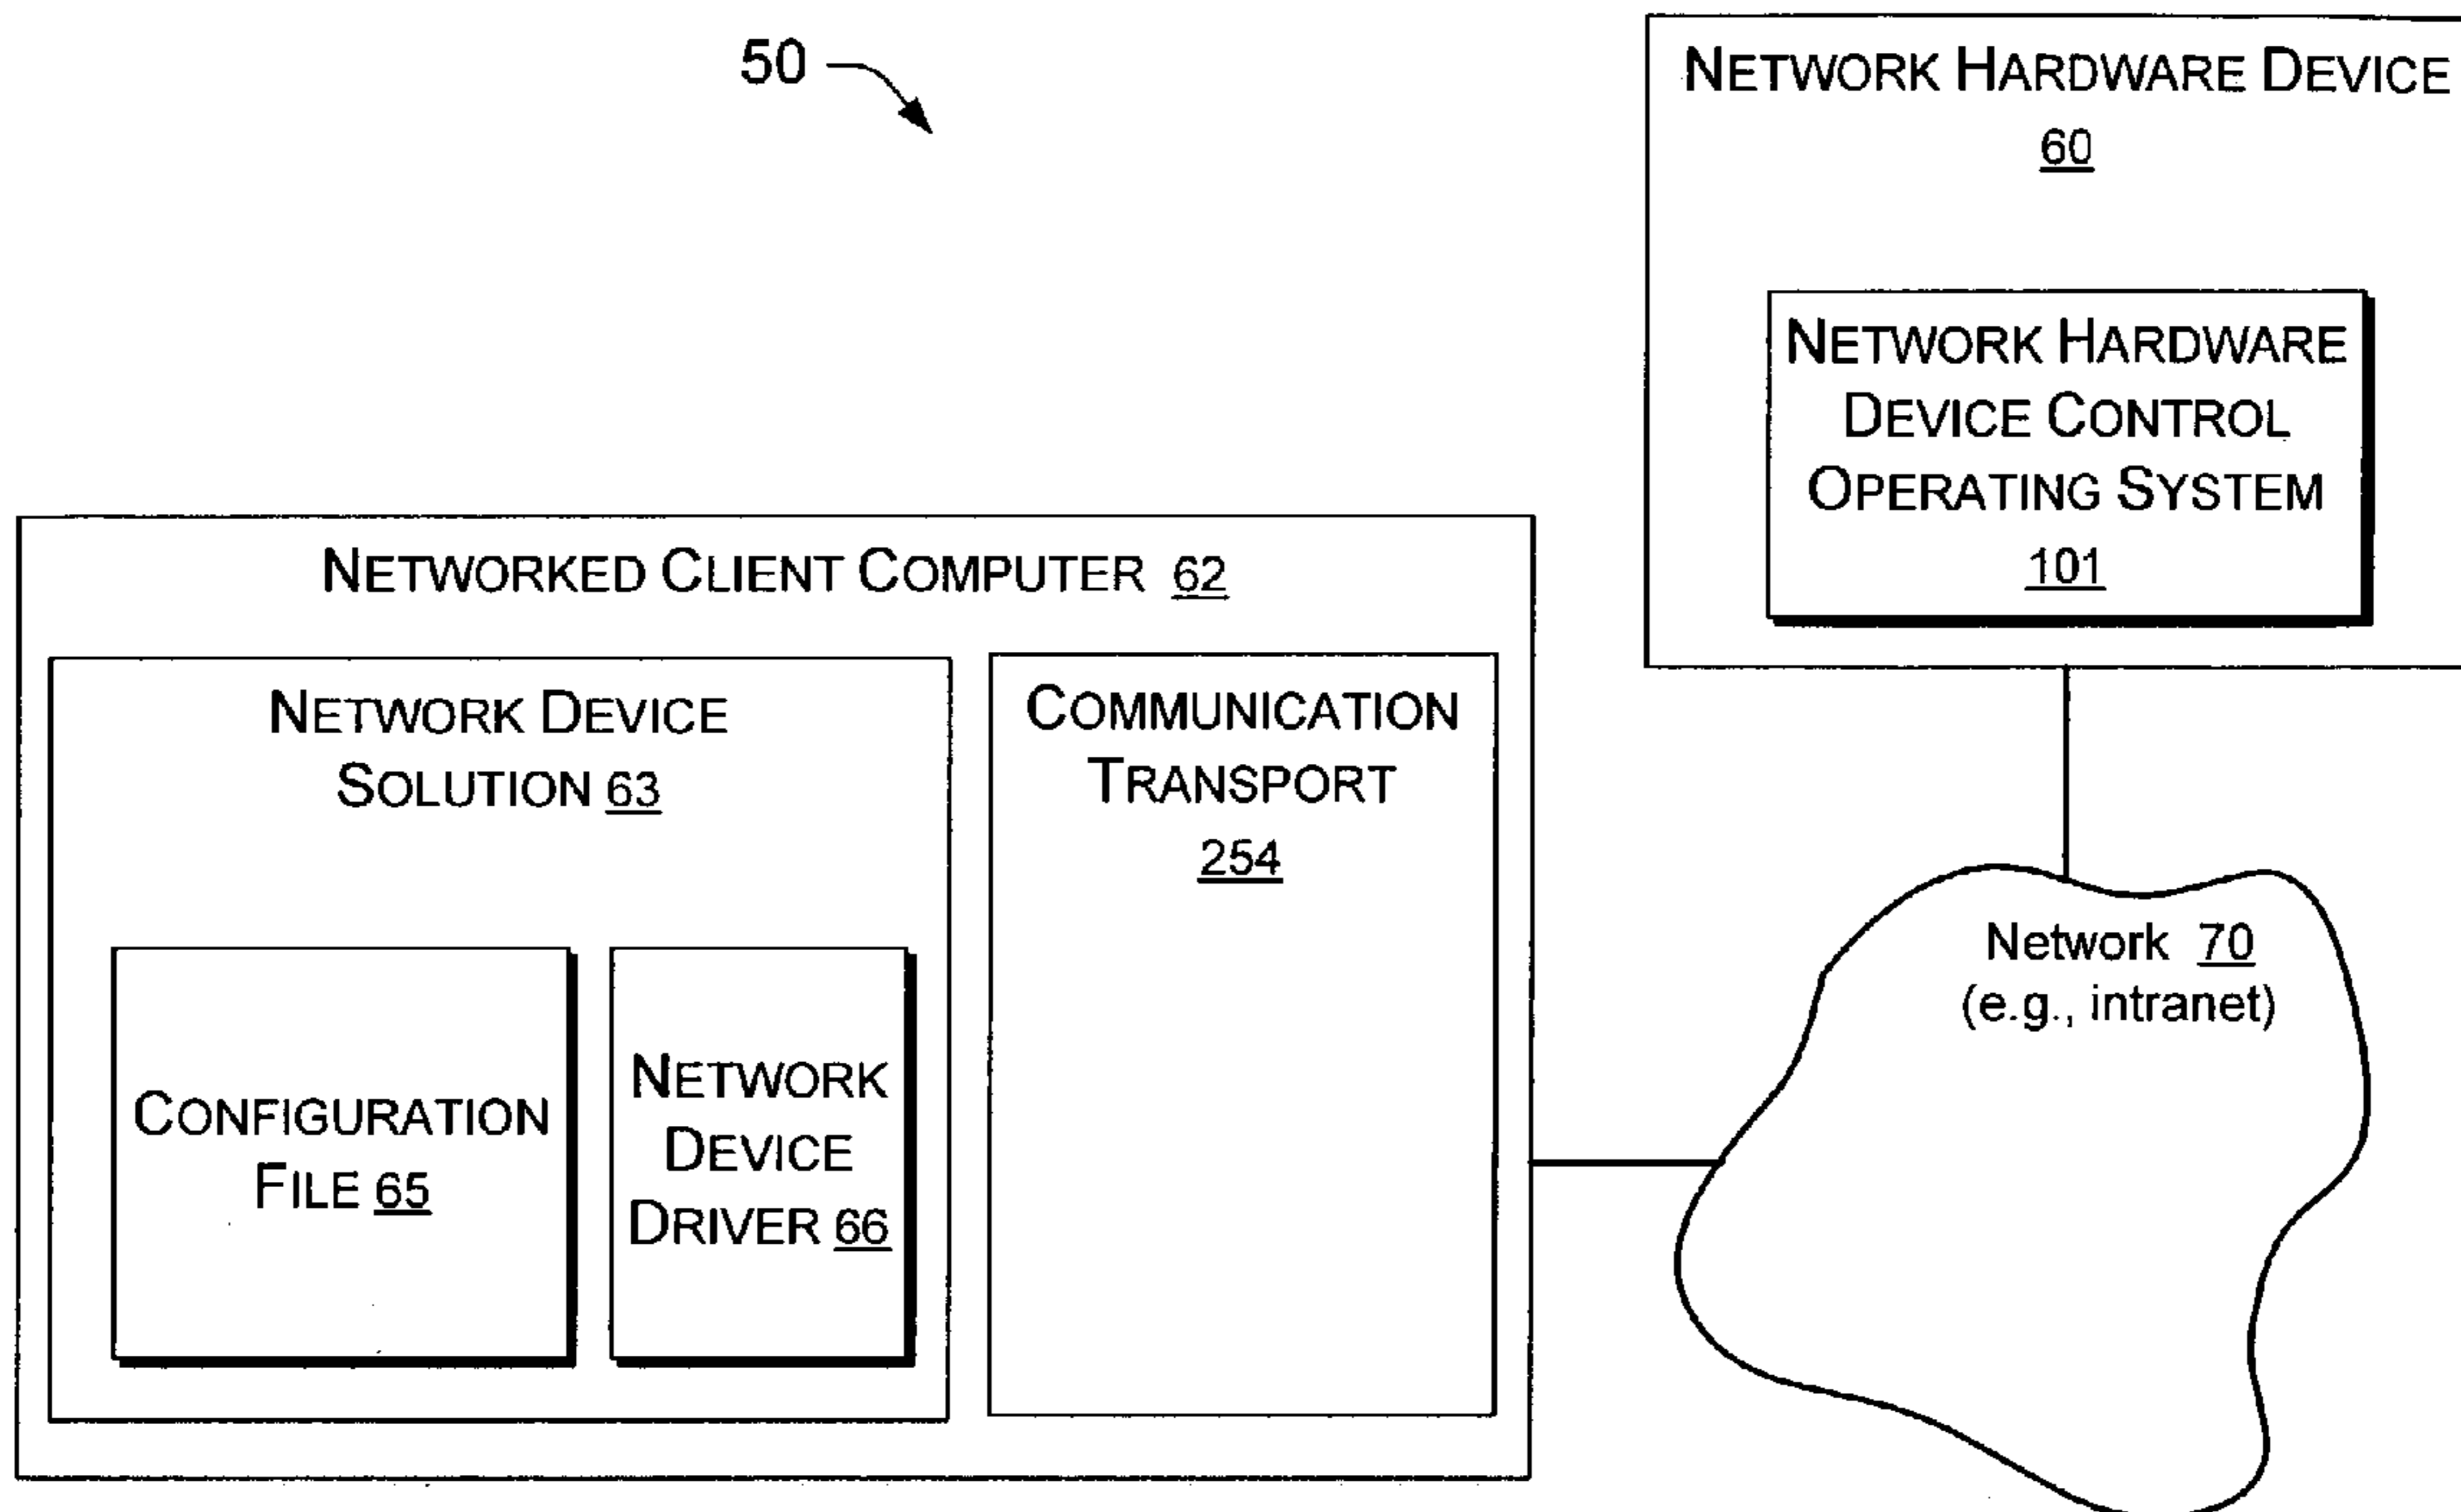 50
NETWORK HARDWARE DEVICE
60
NETWORK HARDWARE
DEVICE CONTROL
OPERATING SYSTEM
101
NETWORKED CLIENT COMPUTER 62
NETWORK DEVICE
SOLUTION 63
CONFIGURATION
FILE 65
NETWORK
DEVICE
DRIVER 66
COMMUNICATION
TRANSPORT
254
Network 70
(e.g., intranet)